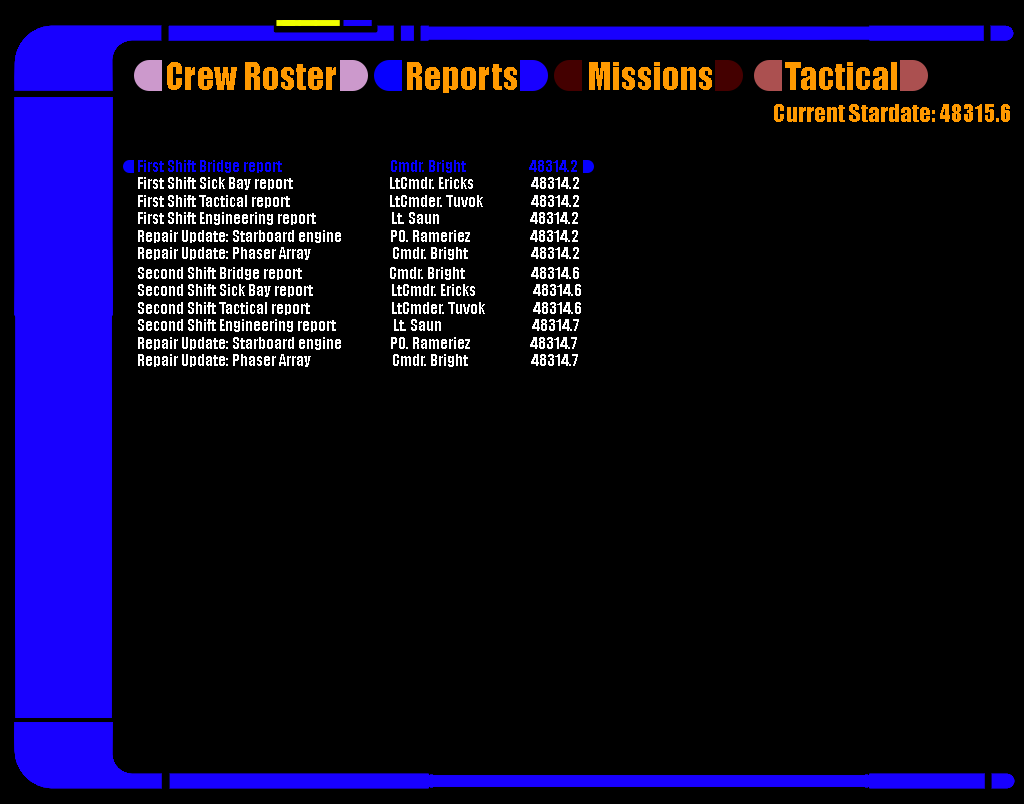 Crew Roster Reports Missions Tactical
Current Stardate: 48315.6
First Shift Bridge report Cmdr. Bright 48314.2
First Shift Sick Bay report LtCmdr. Ericks 48314.2
First Shift Tactical report LtCmder. Tuvok 48314.2
First Shift Engineering report Lt. Saun 48314.2
Repair Update: Starboard engine PO. Rameriez 48314.2
Repair Update: Phaser Array Cmdr. Bright 48314.2
Second Shift Bridge report Cmdr. Bright 48314.6
Second Shift Sick Bay report LtCmdr. Ericks 48314.6
Second Shift Tactical report LtCmder. Tuvok 48314.6
Second Shift Engineering report Lt. Saun 48314.7
Repair Update: Starboard engine PO. Rameriez 48314.7
Repair Update: Phaser Array Cmdr. Bright 48314.7